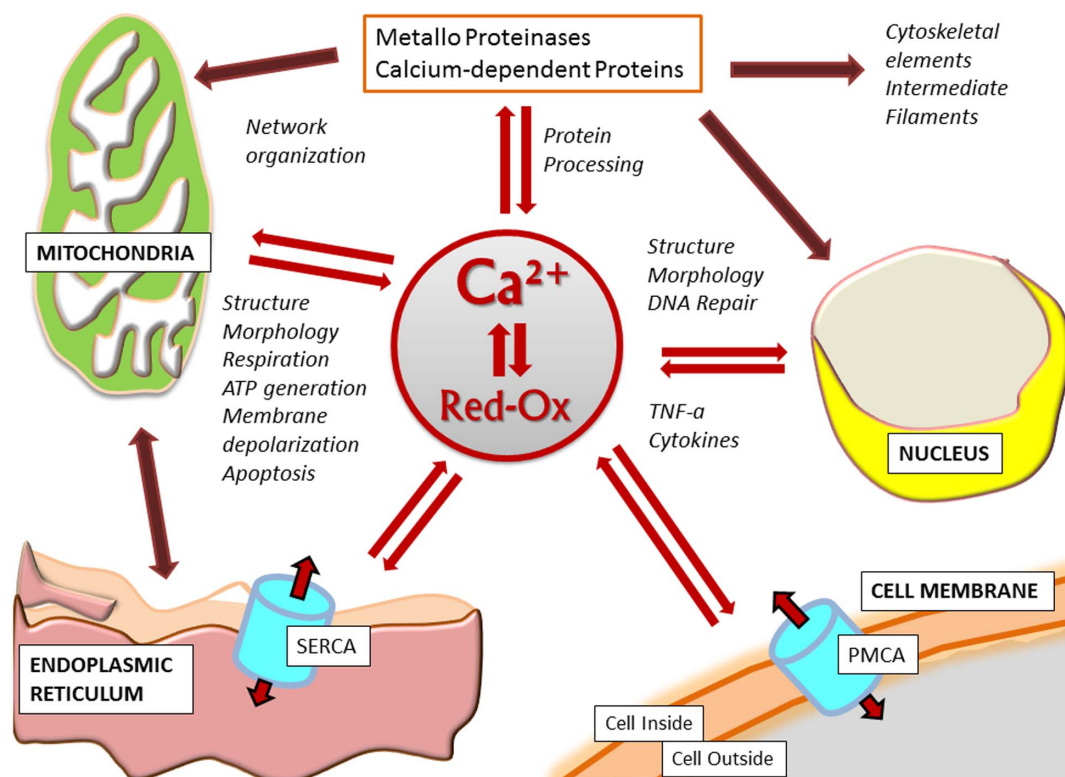 Metallo Proteinases
Calcium-dependent Proteins
Cytoskeletal
elements
Intermediate
Filaments
Network
organization
Protein
Processing
MITOCHONDRIA
Structure
Morphology
Respiration
ATP generation
Membrane
depolarization
Apoptosis
Ca²⁺
Red-Ox
Structure
Morphology
DNA Repair
TNF-a
Cytokines
NUCLEUS
ENDOPLASMIC
RETICULUM
SERCA
CELL MEMBRANE
PMCA
Cell Inside
Cell Outside